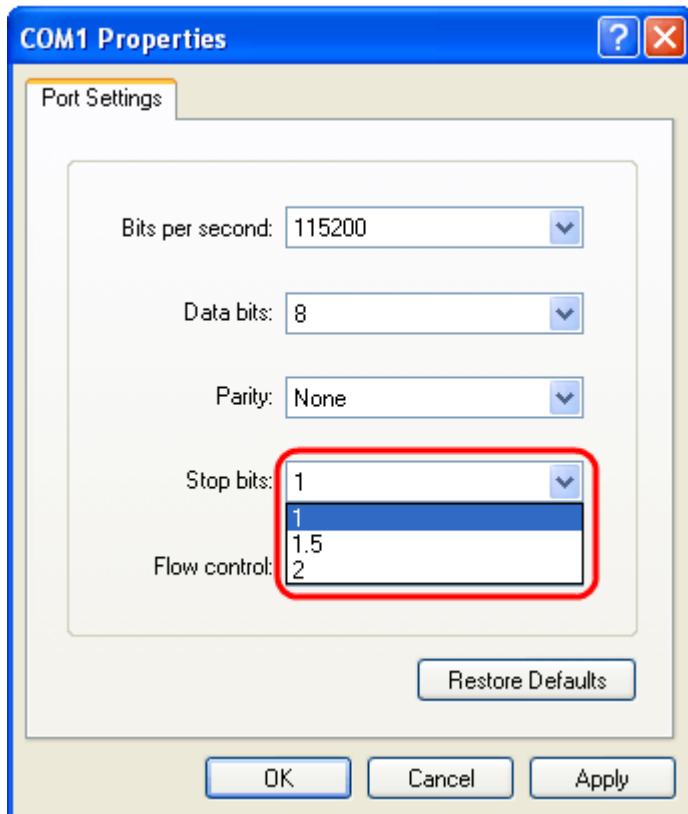 COM1 Properties
Port Settings
Bits per second: 115200
Data bits: 8
Parity: None
Stop bits: 1
1
1.5
Flow control: 2
Restore Defaults
OK Cancel Apply